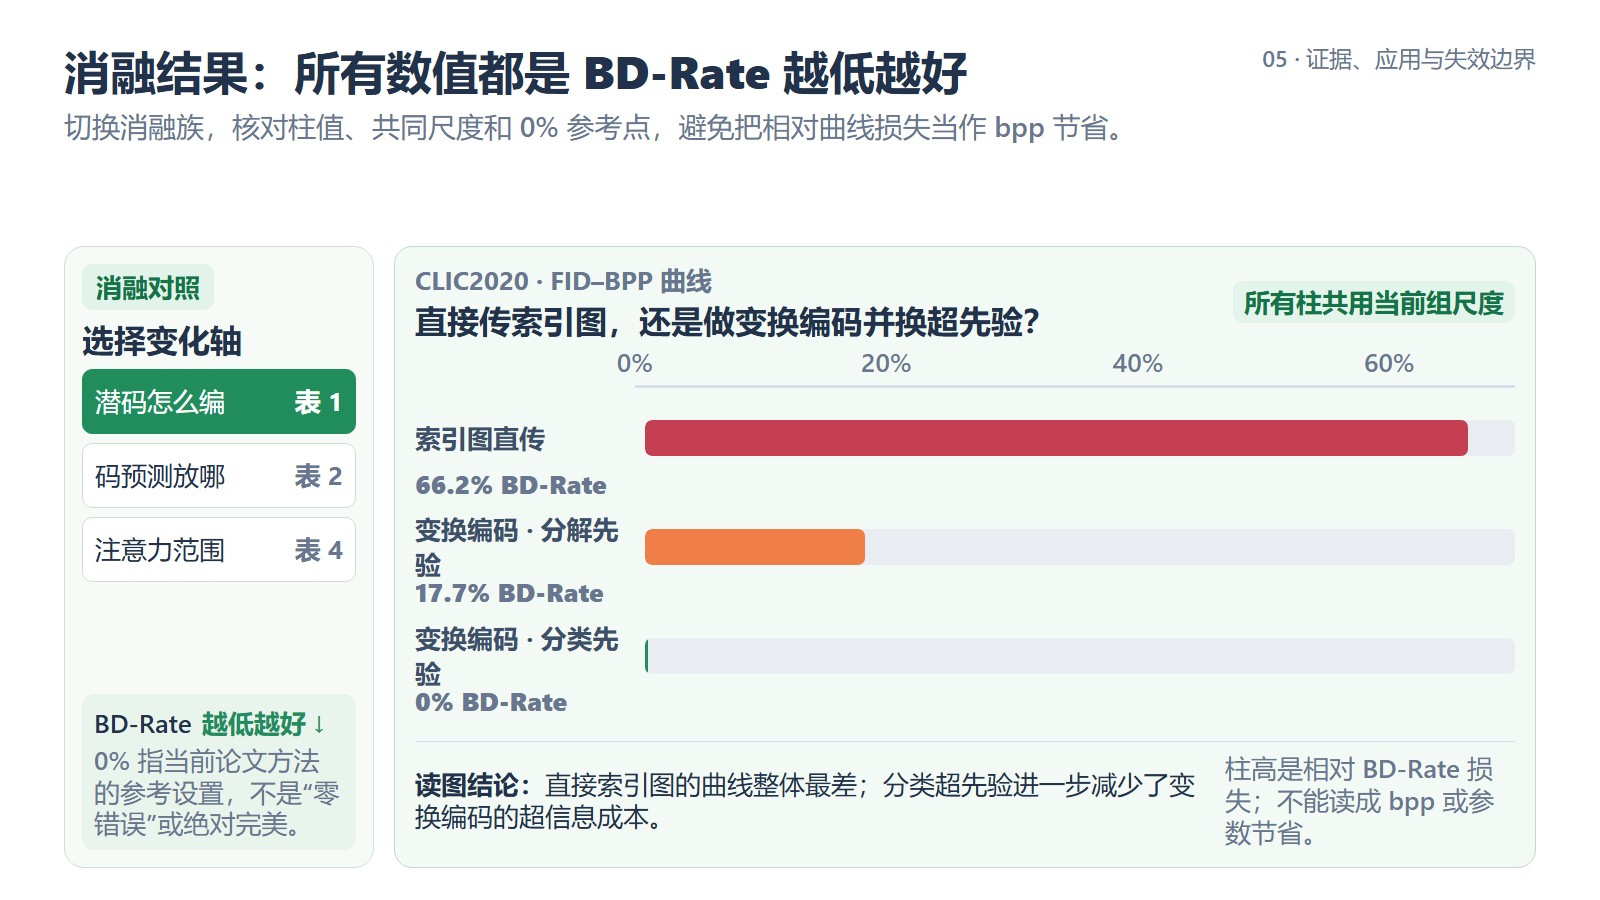 消融结果：所有数值都是 BD-Rate 越低越好
05 · 证据、应用与失效边界
切换消融族，核对柱值、共同尺度和 0% 参考点，避免把相对曲线损失当作 bpp 节省。
消融对照
选择变化轴
潜码怎么编 表 1
码预测放哪 表 2
注意力范围 表 4
BD-Rate 越低越好 ↓
0% 指当前论文方法
的参考设置，不是“零
错误”或绝对完美。
CLIC2020 · FID–BPP 曲线
直接传索引图，还是做变换编码并换超先验？
所有柱共用当前组尺度
0% 20% 40% 60%
索引图直传
66.2% BD-Rate
变换编码 · 分解先
验
17.7% BD-Rate
变换编码 · 分类先
验
0% BD-Rate
读图结论：直接索引图的曲线整体最差；分类超先验进一步减少了变
换编码的超信息成本。
柱高是相对 BD-Rate 损
失；不能读成 bpp 或参
数节省。